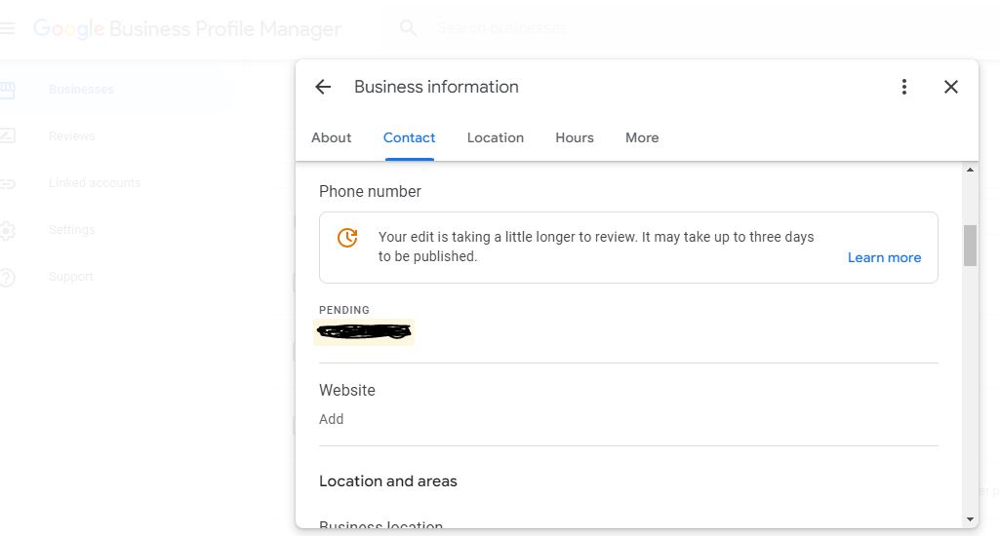 Google Business Profile Manager
Search businesses
Businesses
Reviews
Linked accounts
Settings
Support
Business information
About
Contact
Location
Hours
More
Phone number
Your edit is taking a little longer to review. It may take up to three days
to be published.
Learn more
PENDING
Website
Add
Location and areas
Business location